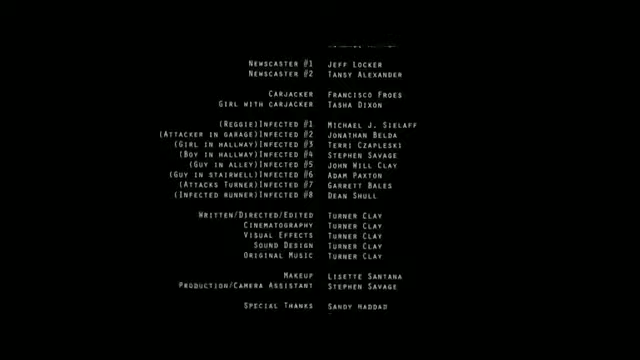 Newscaster #1 Jeff Locker
Newscaster #2 Tansy Alexander
Carjacker Francisco Froes
Girl with carjacker Tasha Dixon
(Reggie)Infected #1 Michael J. Sielaff
(Attacker in garage)Infected #2 Jonathan Belda
(Girl in hallway)Infected #3 Terri Czapleski
(Boy in hallway)Infected #4 Stephen Savage
(Guy in alley)Infected #5 John Will Clay
(Guy in stairwell)Infected #6 Adam Paxton
(Attacks Turner)Infected #7 Garrett Bales
(Infected runner)Infected #8 Dean Shull
Written/Directed/Edited Turner Clay
Cinematography Turner Clay
Visual Effects Turner Clay
Sound Design Turner Clay
Original Music Turner Clay
Makeup Lisette Santana
Production/Camera Assistant Stephen Savage
Special Thanks Sandy Haddad